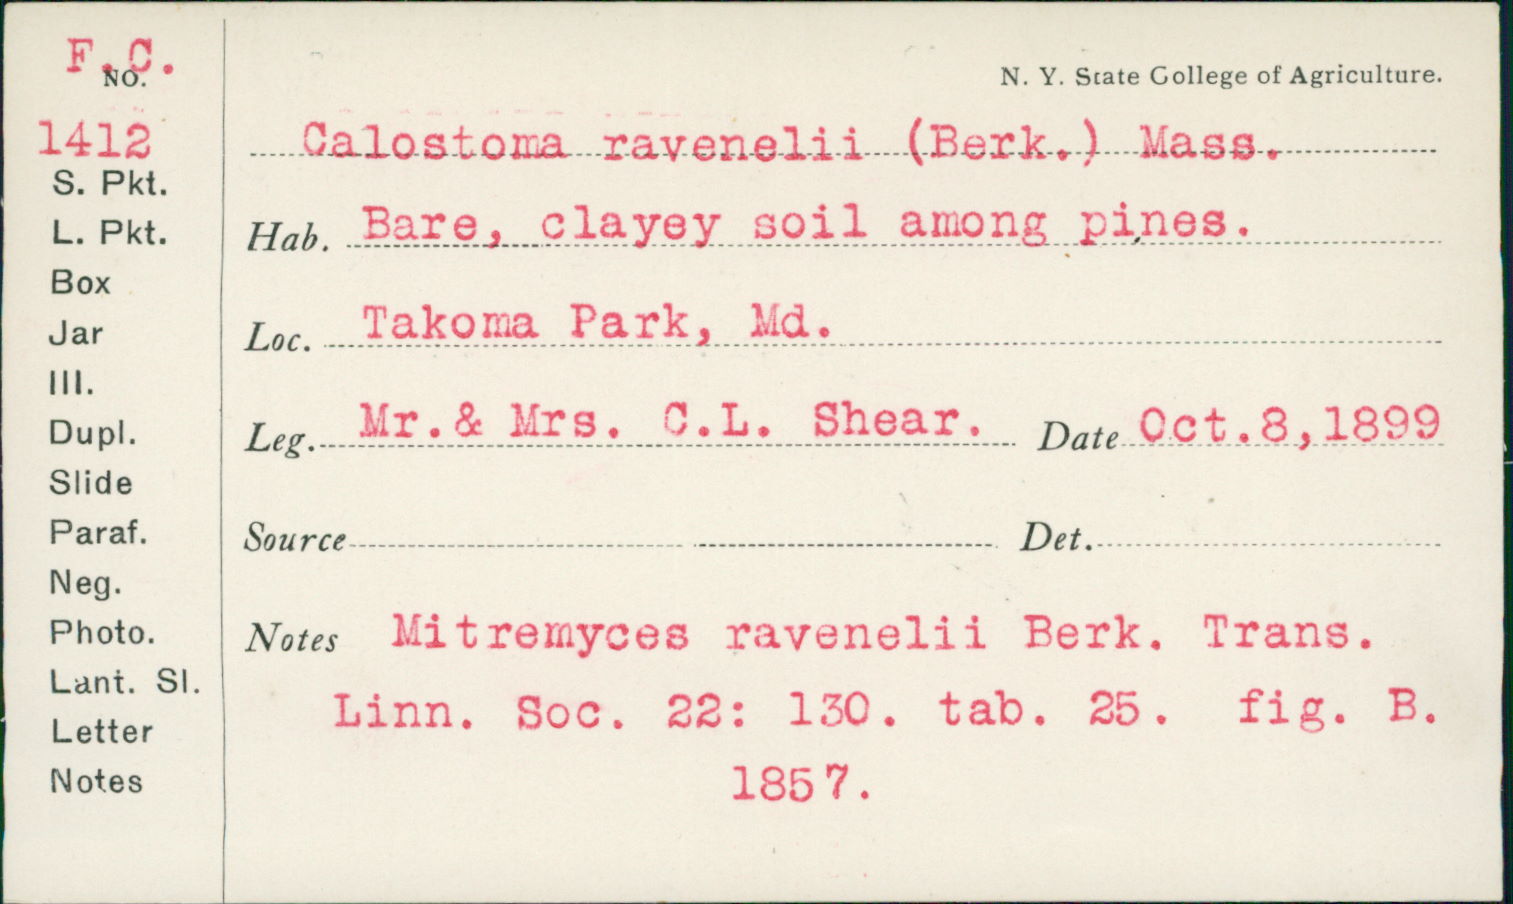 F.C.
NO.
1412
S. Pkt.
L. Pkt.
Box
Jar
Ill.
Dupl.
Slide
Paraf.
Neg.
Photo.
Lant. Sl.
Letter
Notes
N. Y. State College of Agriculture.
Calostoma ravenelii (Berk.) Mass.
Hab. Bare, clayey soil among pines.
Loc. Takoma Park, Md.
Leg. Mr.& Mrs. C.L. Shear. Date Oct.8,1899
Source Det.
Notes Mitremyces ravenelii Berk. Trans.
Linn. Soc. 22: 130. tab. 25. fig. B.
1857.